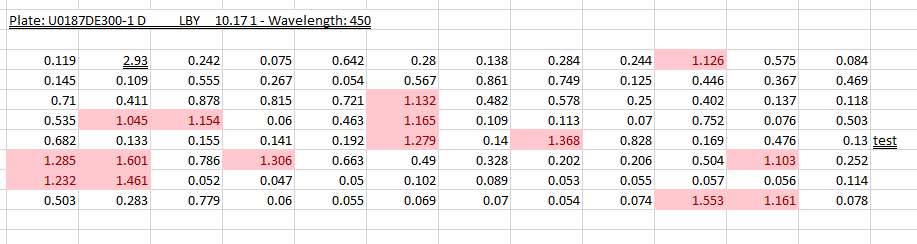 Plate: U0187DE300-1 D LBY 10.17 1 - Wavelength: 450
0.119 2.93 0.242 0.075 0.642 0.28 0.138 0.284 0.244 1.126 0.575 0.084
0.145 0.109 0.555 0.267 0.054 0.567 0.861 0.749 0.125 0.446 0.367 0.469
0.71 0.411 0.878 0.815 0.721 1.132 0.482 0.578 0.25 0.402 0.137 0.118
0.535 1.045 1.154 0.06 0.463 1.165 0.109 0.113 0.07 0.752 0.076 0.503
0.682 0.133 0.155 0.141 0.192 1.279 0.14 1.368 0.828 0.169 0.476 0.13 test
1.285 1.601 0.786 1.306 0.663 0.49 0.328 0.202 0.206 0.504 1.103 0.252
1.232 1.461 0.052 0.047 0.05 0.102 0.089 0.053 0.055 0.057 0.056 0.114
0.503 0.283 0.779 0.06 0.055 0.069 0.07 0.054 0.074 1.553 1.161 0.078